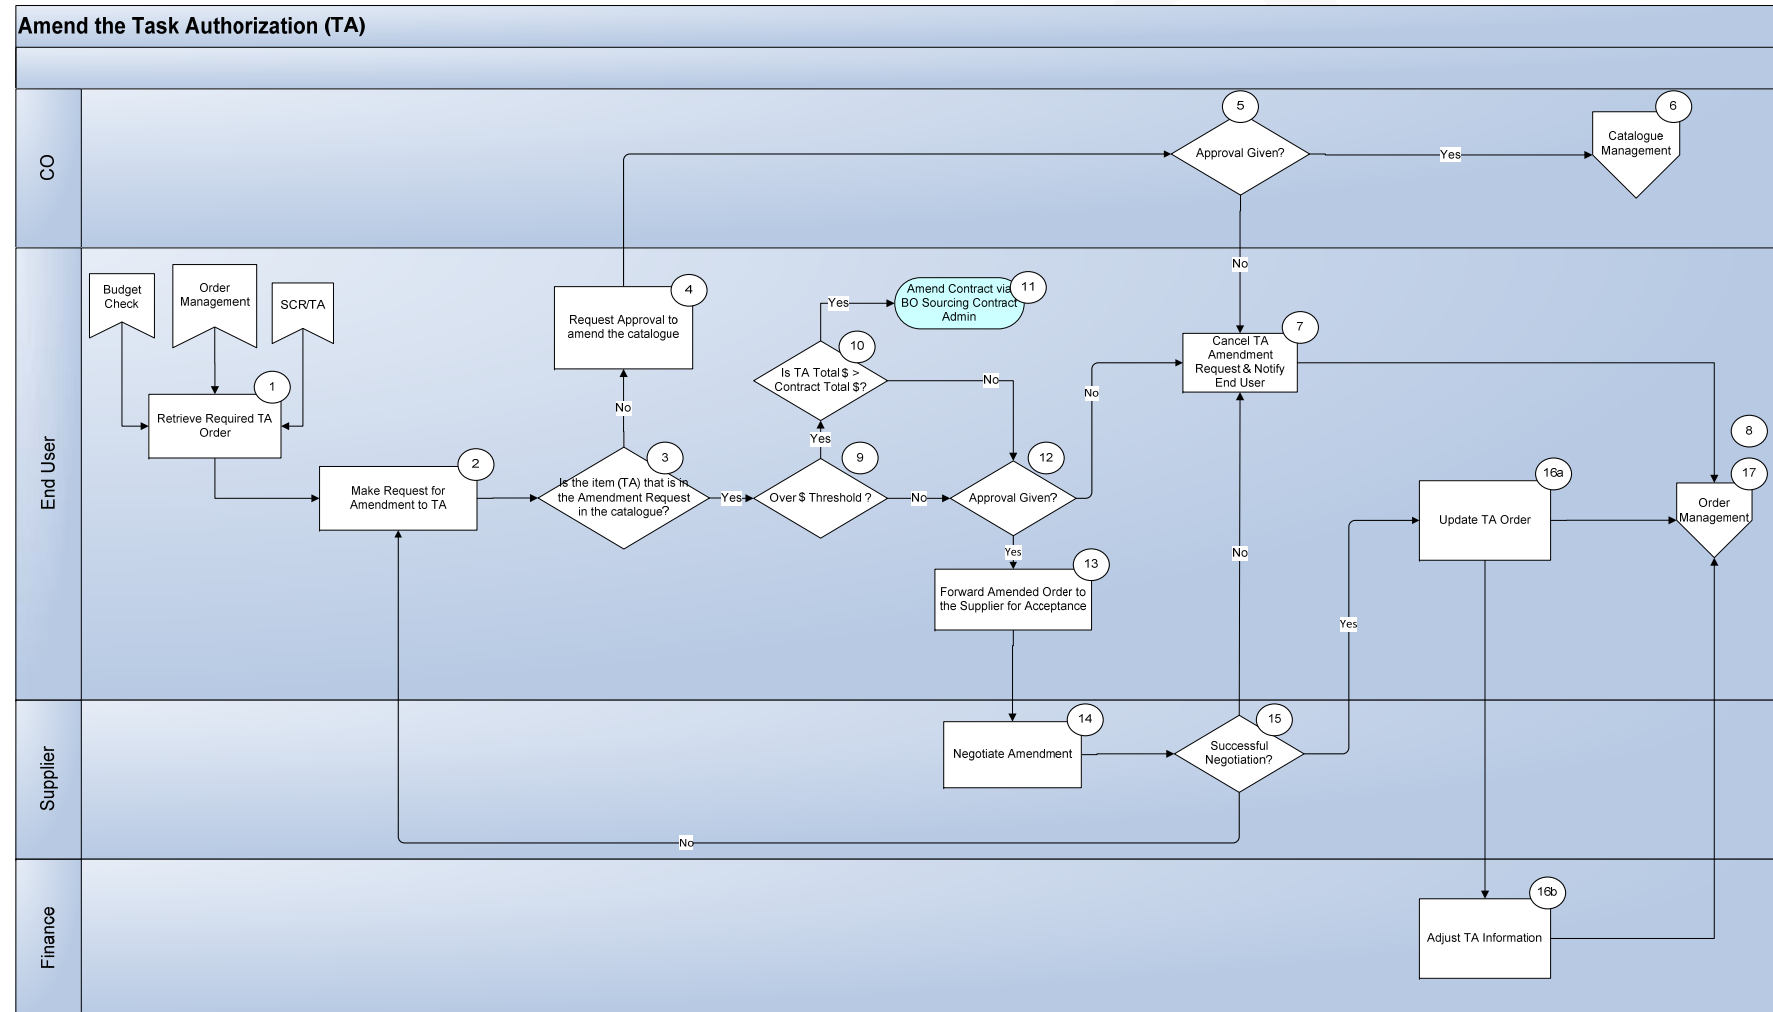 Amend the Task Authorization (TA)
CO
5
Approval Given?
Yes
6
Catalogue
Management
No
End User
Budget
Check
Order
Management
SCR/TA
1
Retrieve Required TA
Order
2
Make Request for
Amendment to TA
3
Is the item (TA) that is in
the Amendment Request
in the catalogue?
No
4
Request Approval to
amend the catalogue
Yes
9
Over $ Threshold ?
Yes
10
Is TA Total $ >
Contract Total $?
Yes
11
Amend Contract via
BO Sourcing Contract
Admin
No
No
12
Approval Given?
No
7
Cancel TA
Amendment
Request & Notify
End User
Yes
13
Forward Amended Order to
the Supplier for Acceptance
No
Yes
16a
Update TA Order
8
17
Order
Management
Supplier
14
Negotiate Amendment
15
Successful
Negotiation?
No
Finance
16b
Adjust TA Information